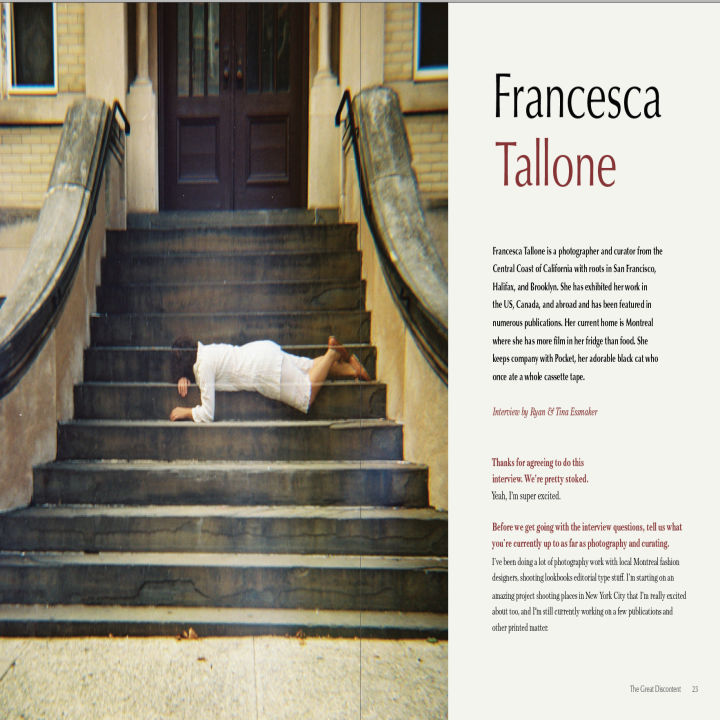 Francesca
Tallone
Francesca Tallone is a photographer and curator from the
Central Coast of California with roots in San Francisco,
Halifax, and Brooklyn. She has exhibited her work in
the US, Canada, and abroad and has been featured in
numerous publications. Her current home is Montreal
where she has more film in her fridge than food. She
keeps company with Pocket, her adorable black cat who
once ate a whole cassette tape.
Interview by Ryan & Tina Essmaker
Thanks for agreeing to do this
interview. We're pretty stoked.
Yeah, I'm super excited.
Before we get going with the interview questions, tell us what
you're currently up to as far as photography and curating.
I've been doing a lot of photography work with local Montreal fashion
designers, shooting lookbooks editorial type stuff. I'm starting on an
amazing project shooting places in New York City that I'm really excited
about too, and I'm still currently working on a few publications and
other printed matter.
The Great Discontent 23